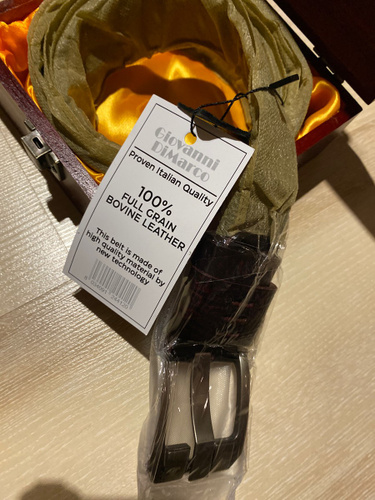 Giovanni
DiMarco
Proven Italian Quality
100%
FULL GRAIN
BOVINE LEATHER
This belt is made of
high quality material by
new technology